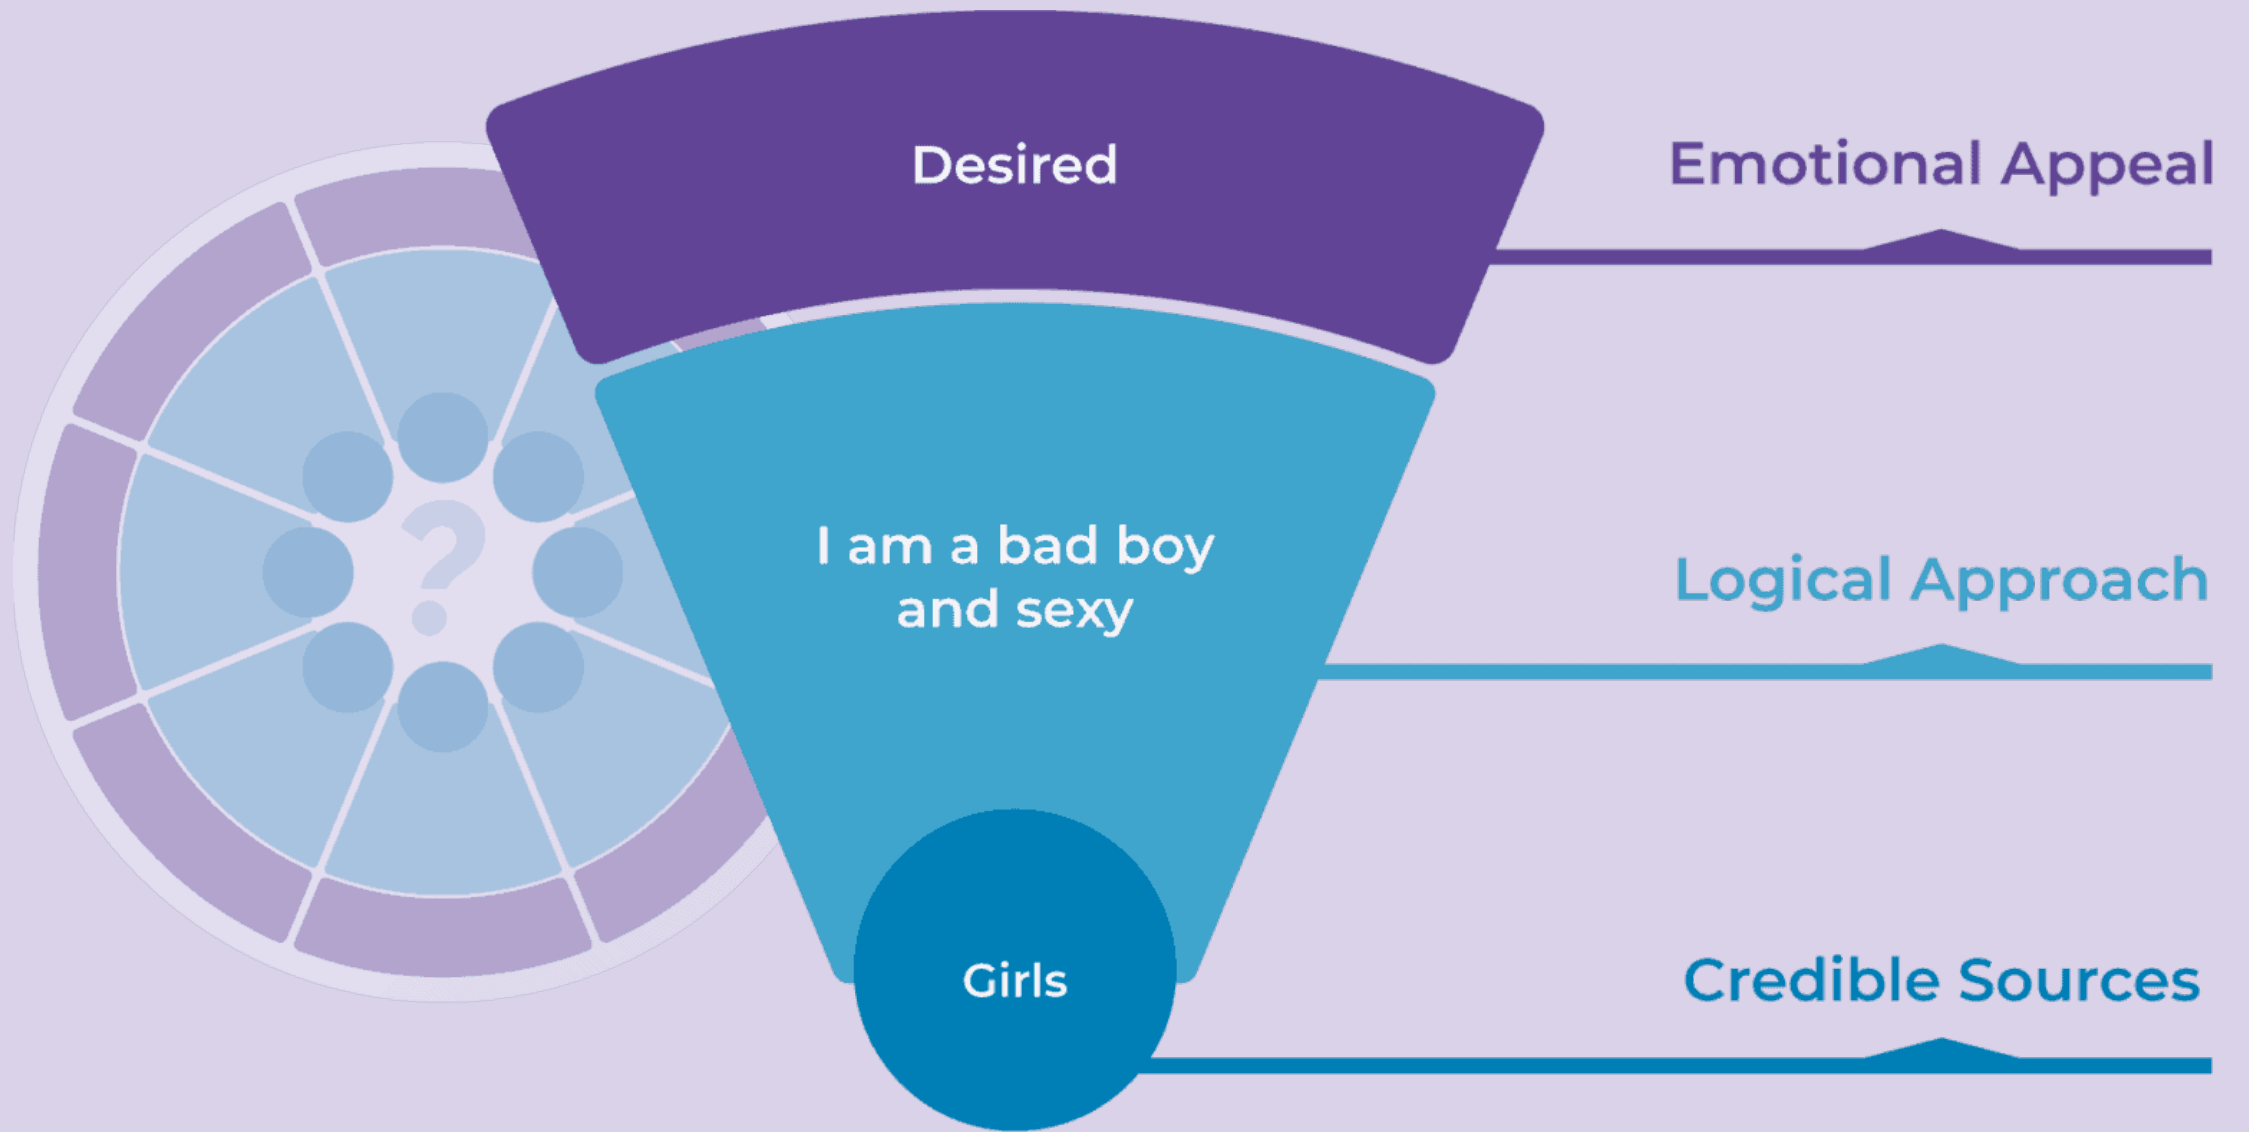 Desired
Emotional Appeal
?
I am a bad boy
and sexy
Logical Approach
Girls
Credible Sources